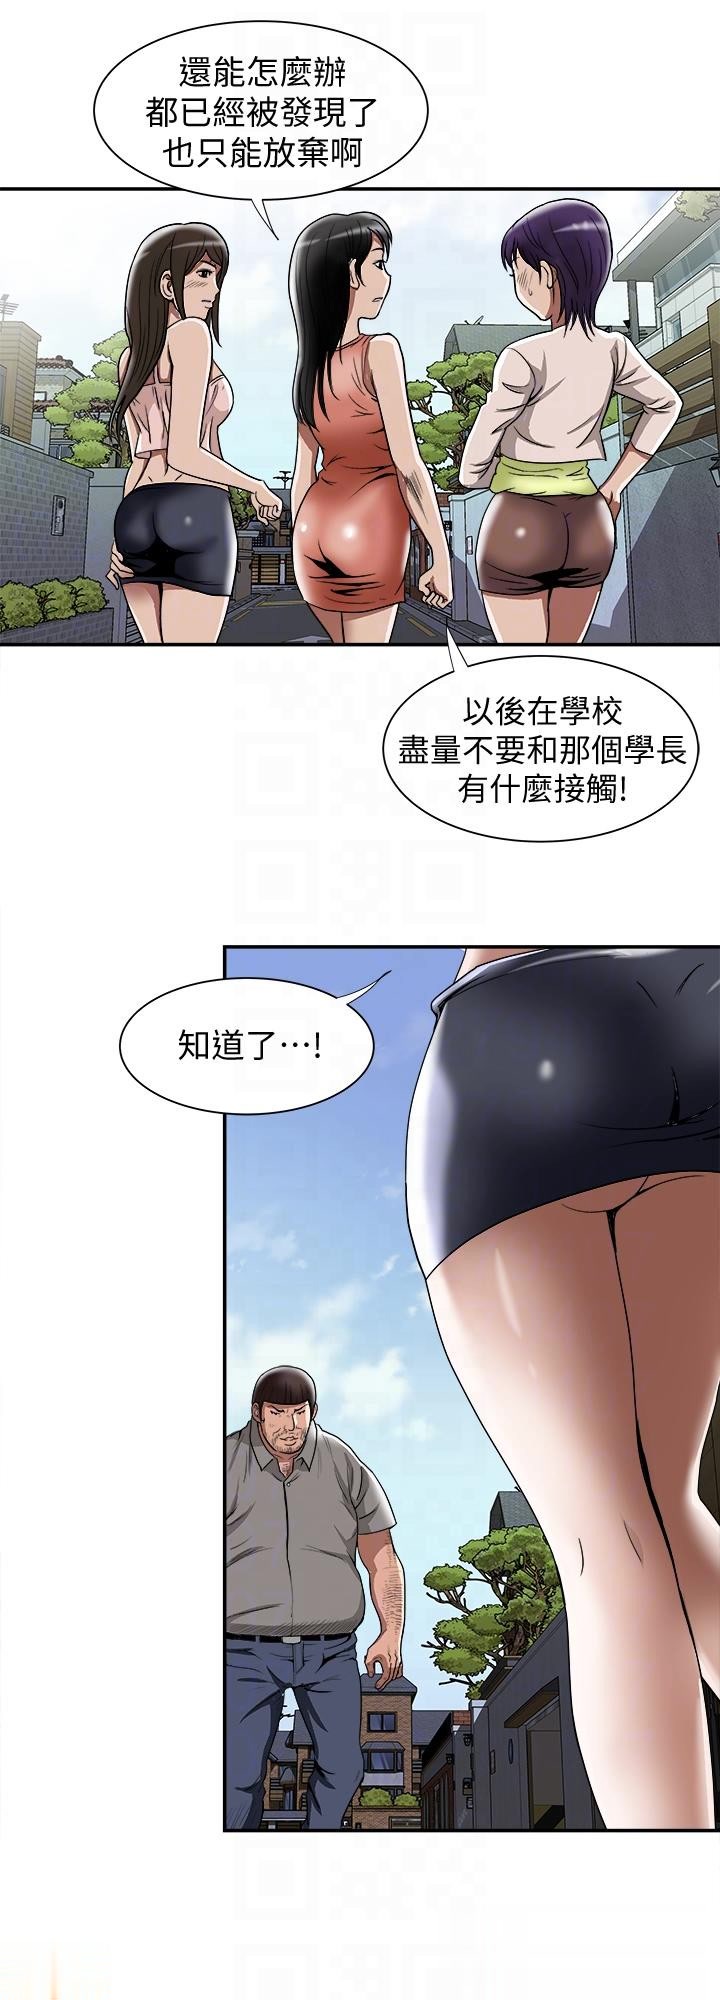 還能怎麼辦
都已經被發現了
也只能放棄啊
以後在學校
盡量不要和那個學長
有什麼接觸!
知道了⋯!